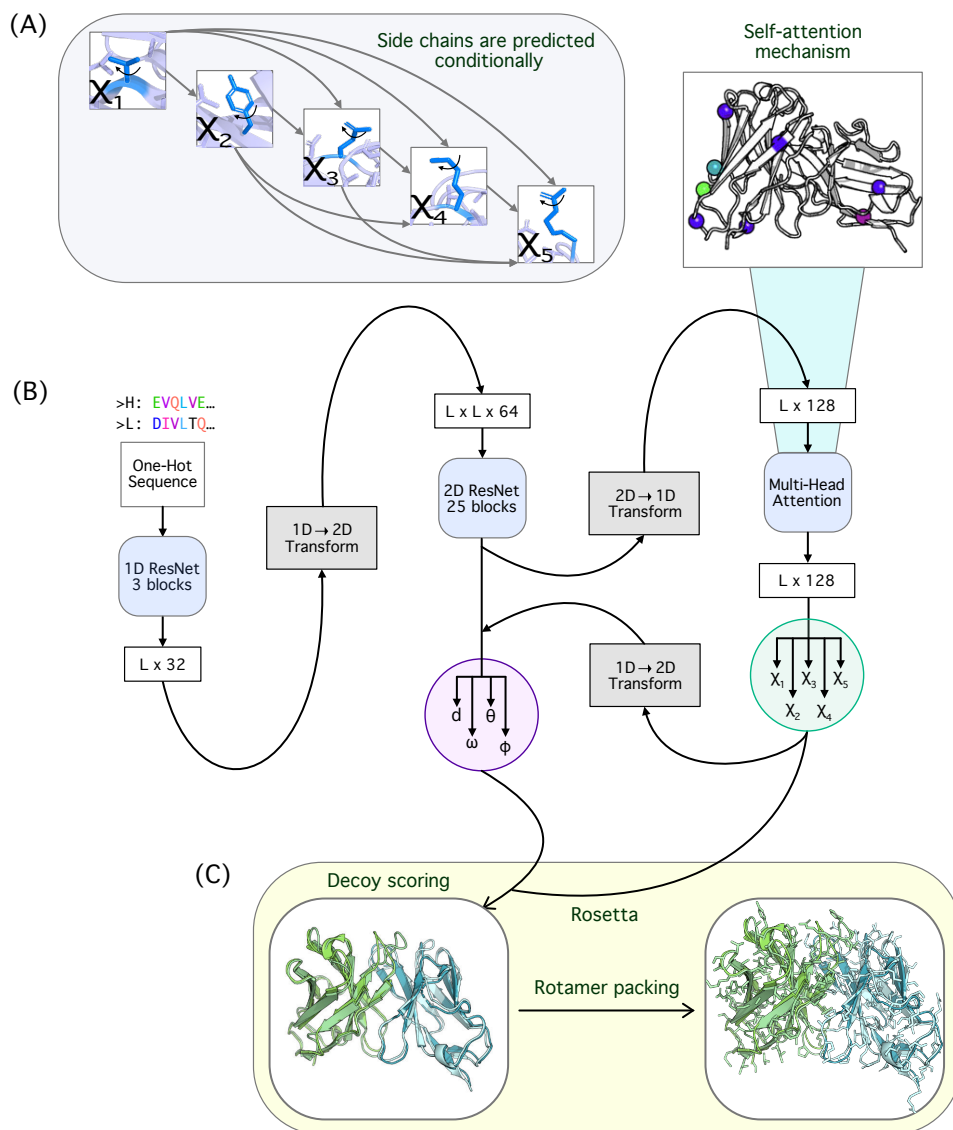 (A)
Side chains are predicted
conditionally
X1
X2
X3
X4
X5
Self-attention
mechanism
(B)
>H: EVQLVE…
>L: DIVLTQ…
One-Hot
Sequence
1D ResNet
3 blocks
L x 32
1D→2D
Transform
L x L x 64
2D ResNet
25 blocks
d
θ
ω
ϕ
2D→1D
Transform
1D→2D
Transform
L x 128
Multi-Head
Attention
L x 128
χ1
χ3
χ5
χ2
χ4
(C)
Decoy scoring
Rosetta
Rotamer packing